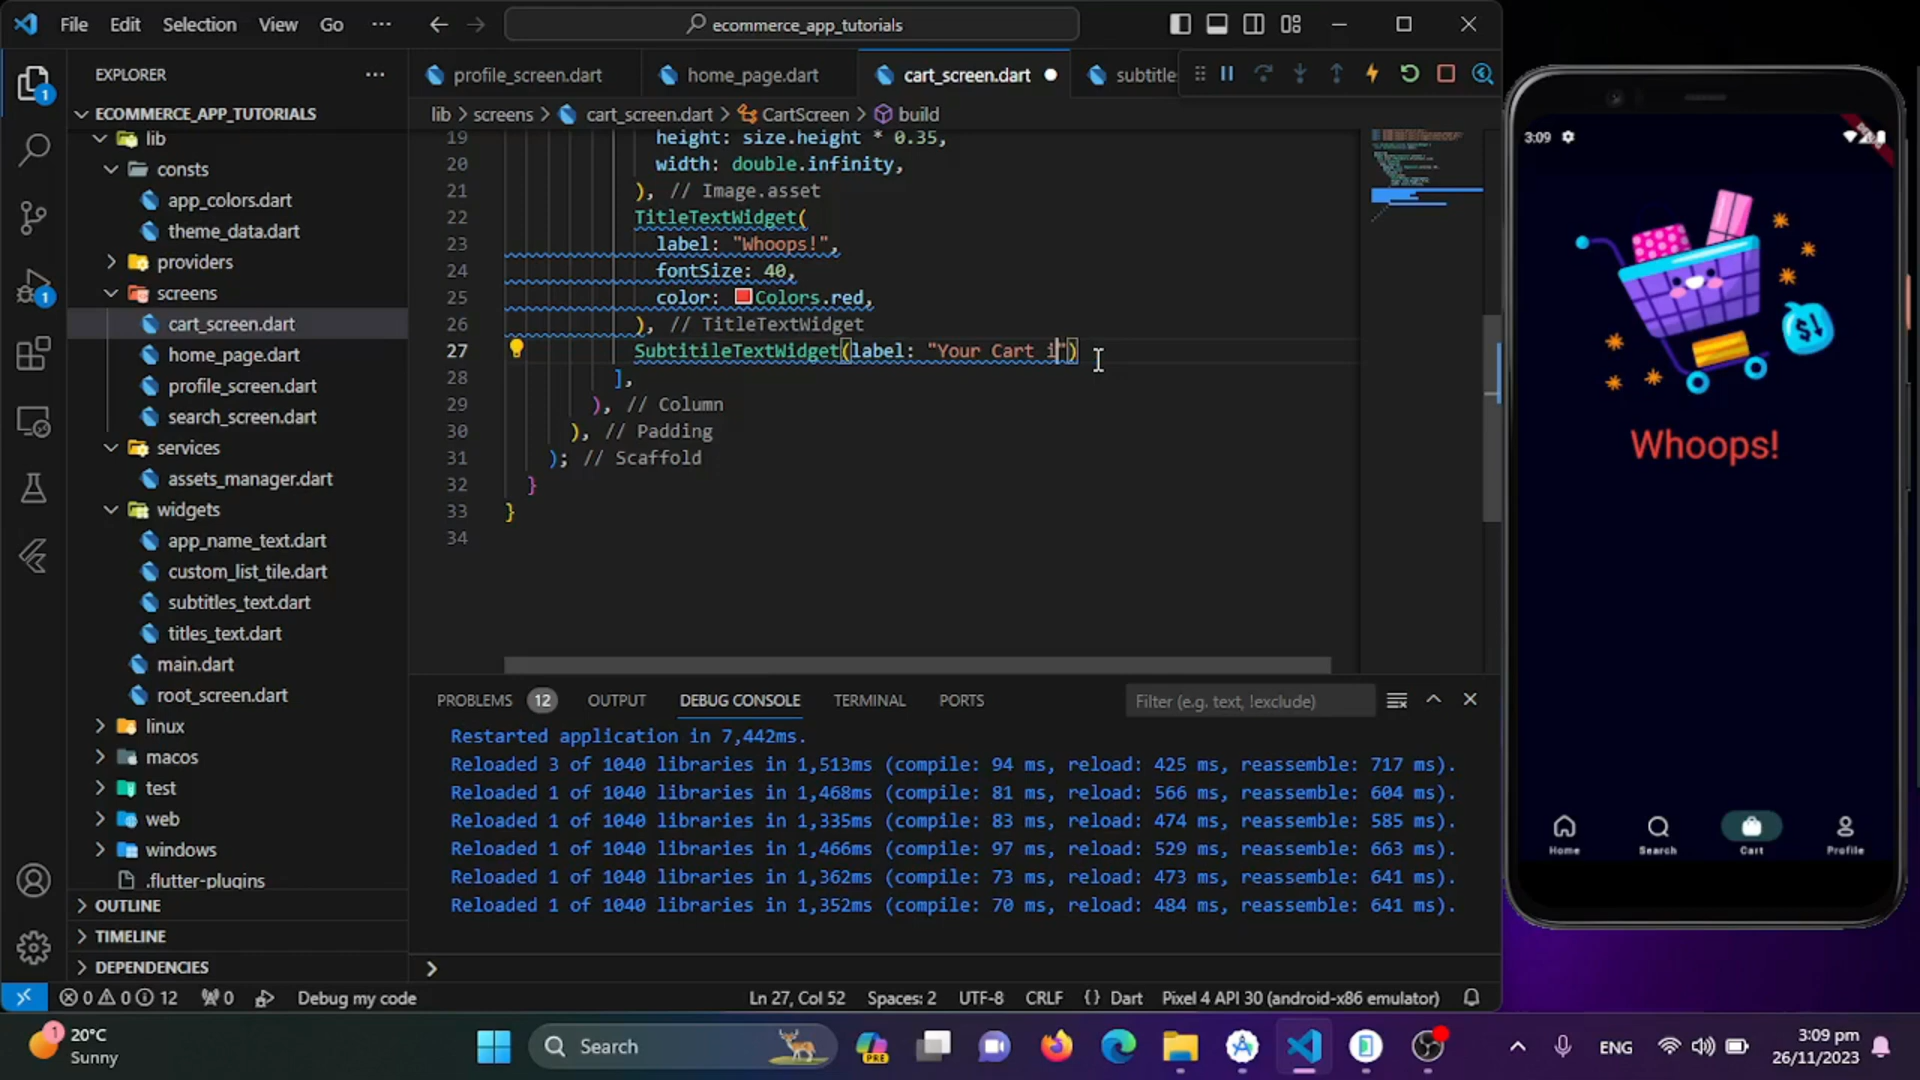 File Edit Selection View Go ···
ecommerce_app_tutorials
EXPLORER ···
ECOMMERCE_APP_TUTORIALS
lib
consts
app_colors.dart
theme_data.dart
providers
screens
cart_screen.dart
home_page.dart
profile_screen.dart
search_screen.dart
services
assets_manager.dart
widgets
app_name_text.dart
custom_list_tile.dart
subtitles_text.dart
titles_text.dart
main.dart
root_screen.dart
linux
macos
test
web
windows
.flutter-plugins
OUTLINE
TIMELINE
DEPENDENCIES
1
1
profile_screen.dart home_page.dart cart_screen.dart subtitle
lib > screens > cart_screen.dart > CartScreen > build
19 height: size.height * 0.35,
20 width: double.infinity,
21 ), // Image.asset
22 TitleTextWidget(
23 label: "Whoops!",
24 fontSize: 40,
25 color: Colors.red,
26 ), // TitleTextWidget
27 SubtitileTextWidget(label: "Your Cart i")
28 ],
29 ), // Column
30 ), // Padding
31 ); // Scaffold
32 }
33 }
34
PROBLEMS 12 OUTPUT DEBUG CONSOLE TERMINAL PORTS Filter (e.g. text, !exclude)
Restarted application in 7,442ms.
Reloaded 3 of 1040 libraries in 1,513ms (compile: 94 ms, reload: 425 ms, reassemble: 717 ms).
Reloaded 1 of 1040 libraries in 1,468ms (compile: 81 ms, reload: 566 ms, reassemble: 604 ms).
Reloaded 1 of 1040 libraries in 1,335ms (compile: 83 ms, reload: 474 ms, reassemble: 585 ms).
Reloaded 1 of 1040 libraries in 1,466ms (compile: 97 ms, reload: 529 ms, reassemble: 663 ms).
Reloaded 1 of 1040 libraries in 1,362ms (compile: 73 ms, reload: 473 ms, reassemble: 641 ms).
Reloaded 1 of 1040 libraries in 1,352ms (compile: 70 ms, reload: 484 ms, reassemble: 641 ms).
>
0 0 12 0 Debug my code Ln 27, Col 52 Spaces: 2 UTF-8 CRLF {} Dart Pixel 4 API 30 (android-x86 emulator)
3:09
$
Whoops!
Home Search Cart Profile
1 20°C
Sunny
Search
PRE
ENG
3:09 pm
26/11/2023